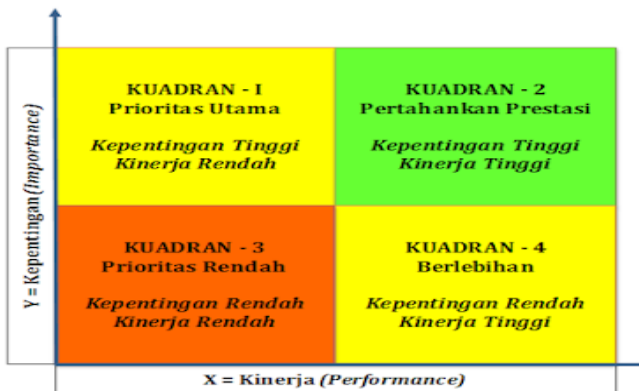 Y = Kepentingan (Importance)
KUADRAN - I
Prioritas Utama
Kepentingan Tinggi
Kinerja Rendah
KUADRAN - 2
Pertahankan Prestasi
Kepentingan Tinggi
Kinerja Tinggi
KUADRAN - 3
Prioritas Rendah
Kepentingan Rendah
Kinerja Rendah
KUADRAN - 4
Berlebihan
Kepentingan Rendah
Kinerja Tinggi
X = Kinerja (Performance)